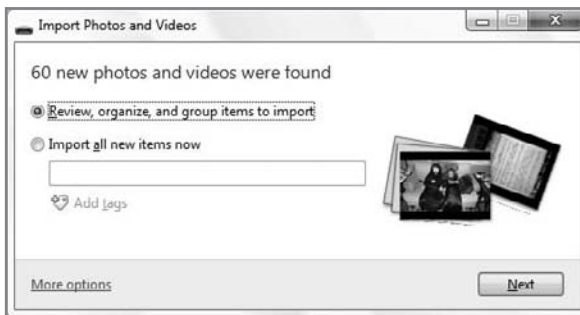 Import Photos and Videos
60 new photos and videos were found
Review, organize, and group items to import
Import all new items now
Add tags
More options
Next